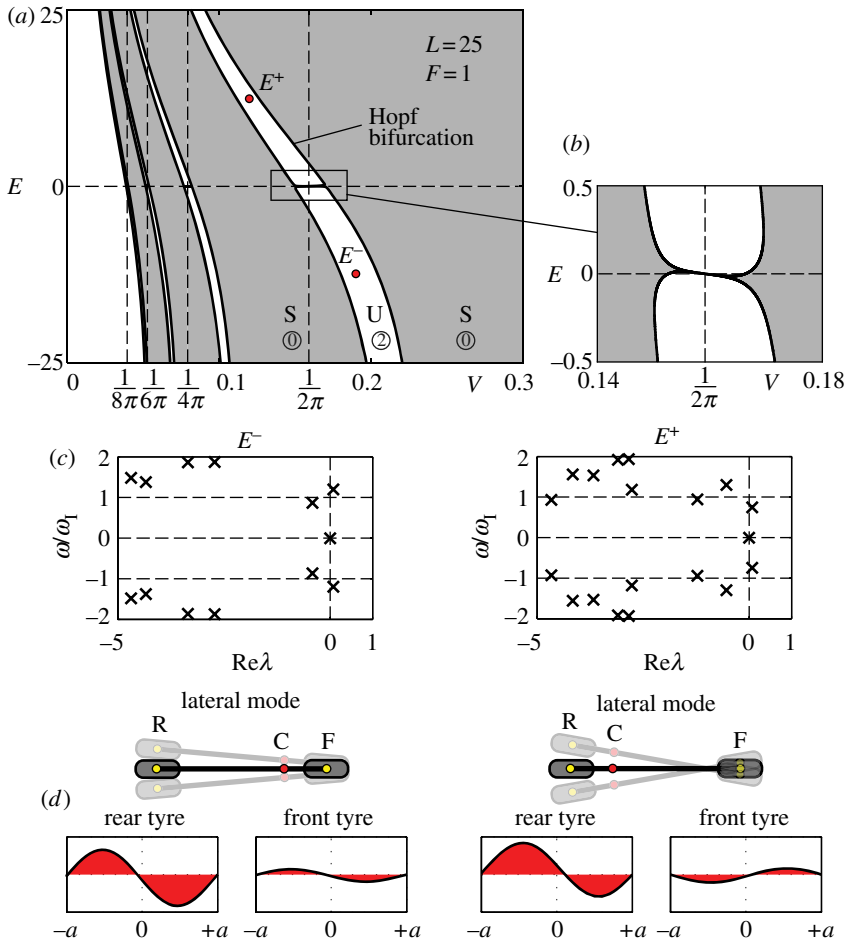 (a)
25
L = 25
F = 1
E⁺
Hopf
bifurcation
E
0
E⁻
S
⓪
U
②
S
⓪
–25
0
1/8π
1/6π
1/4π
0.1
1/2π
0.2
V
0.3
(b)
0.5
E
0
–0.5
0.14
1/2π
V
0.18
(c)
E⁻
2
1
0
–1
–2
ω/ω_I
–5
0
1
Reλ
E⁺
2
1
0
–1
–2
ω/ω_I
–5
0
1
Reλ
lateral mode
R
C
F
lateral mode
R
C
F
(d)
rear tyre
front tyre
rear tyre
front tyre
–a
0
+a
–a
0
+a
–a
0
+a
–a
0
+a